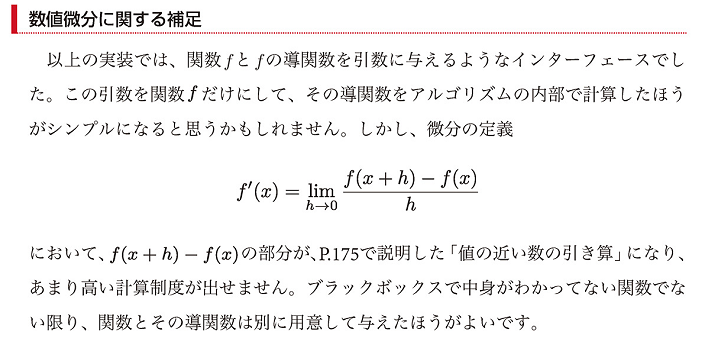 数値微分に関する補足
以上の実装では、関数 f と f の導関数を引数に与えるようなインターフェースでし
た。この引数を関数 f だけにして、その導関数をアルゴリズムの内部で計算したほう
がシンプルになると思うかもしれません。しかし、微分の定義
f′(x) = lim_{h→0} \frac{f(x + h) − f(x)}{h}
において、f(x + h) − f(x)の部分が、P.175で説明した「値の近い数の引き算」になり、
あまり高い計算制度が出せません。ブラックボックスで中身がわかってない関数でな
い限り、関数とその導関数は別に用意して与えたほうがよいです。